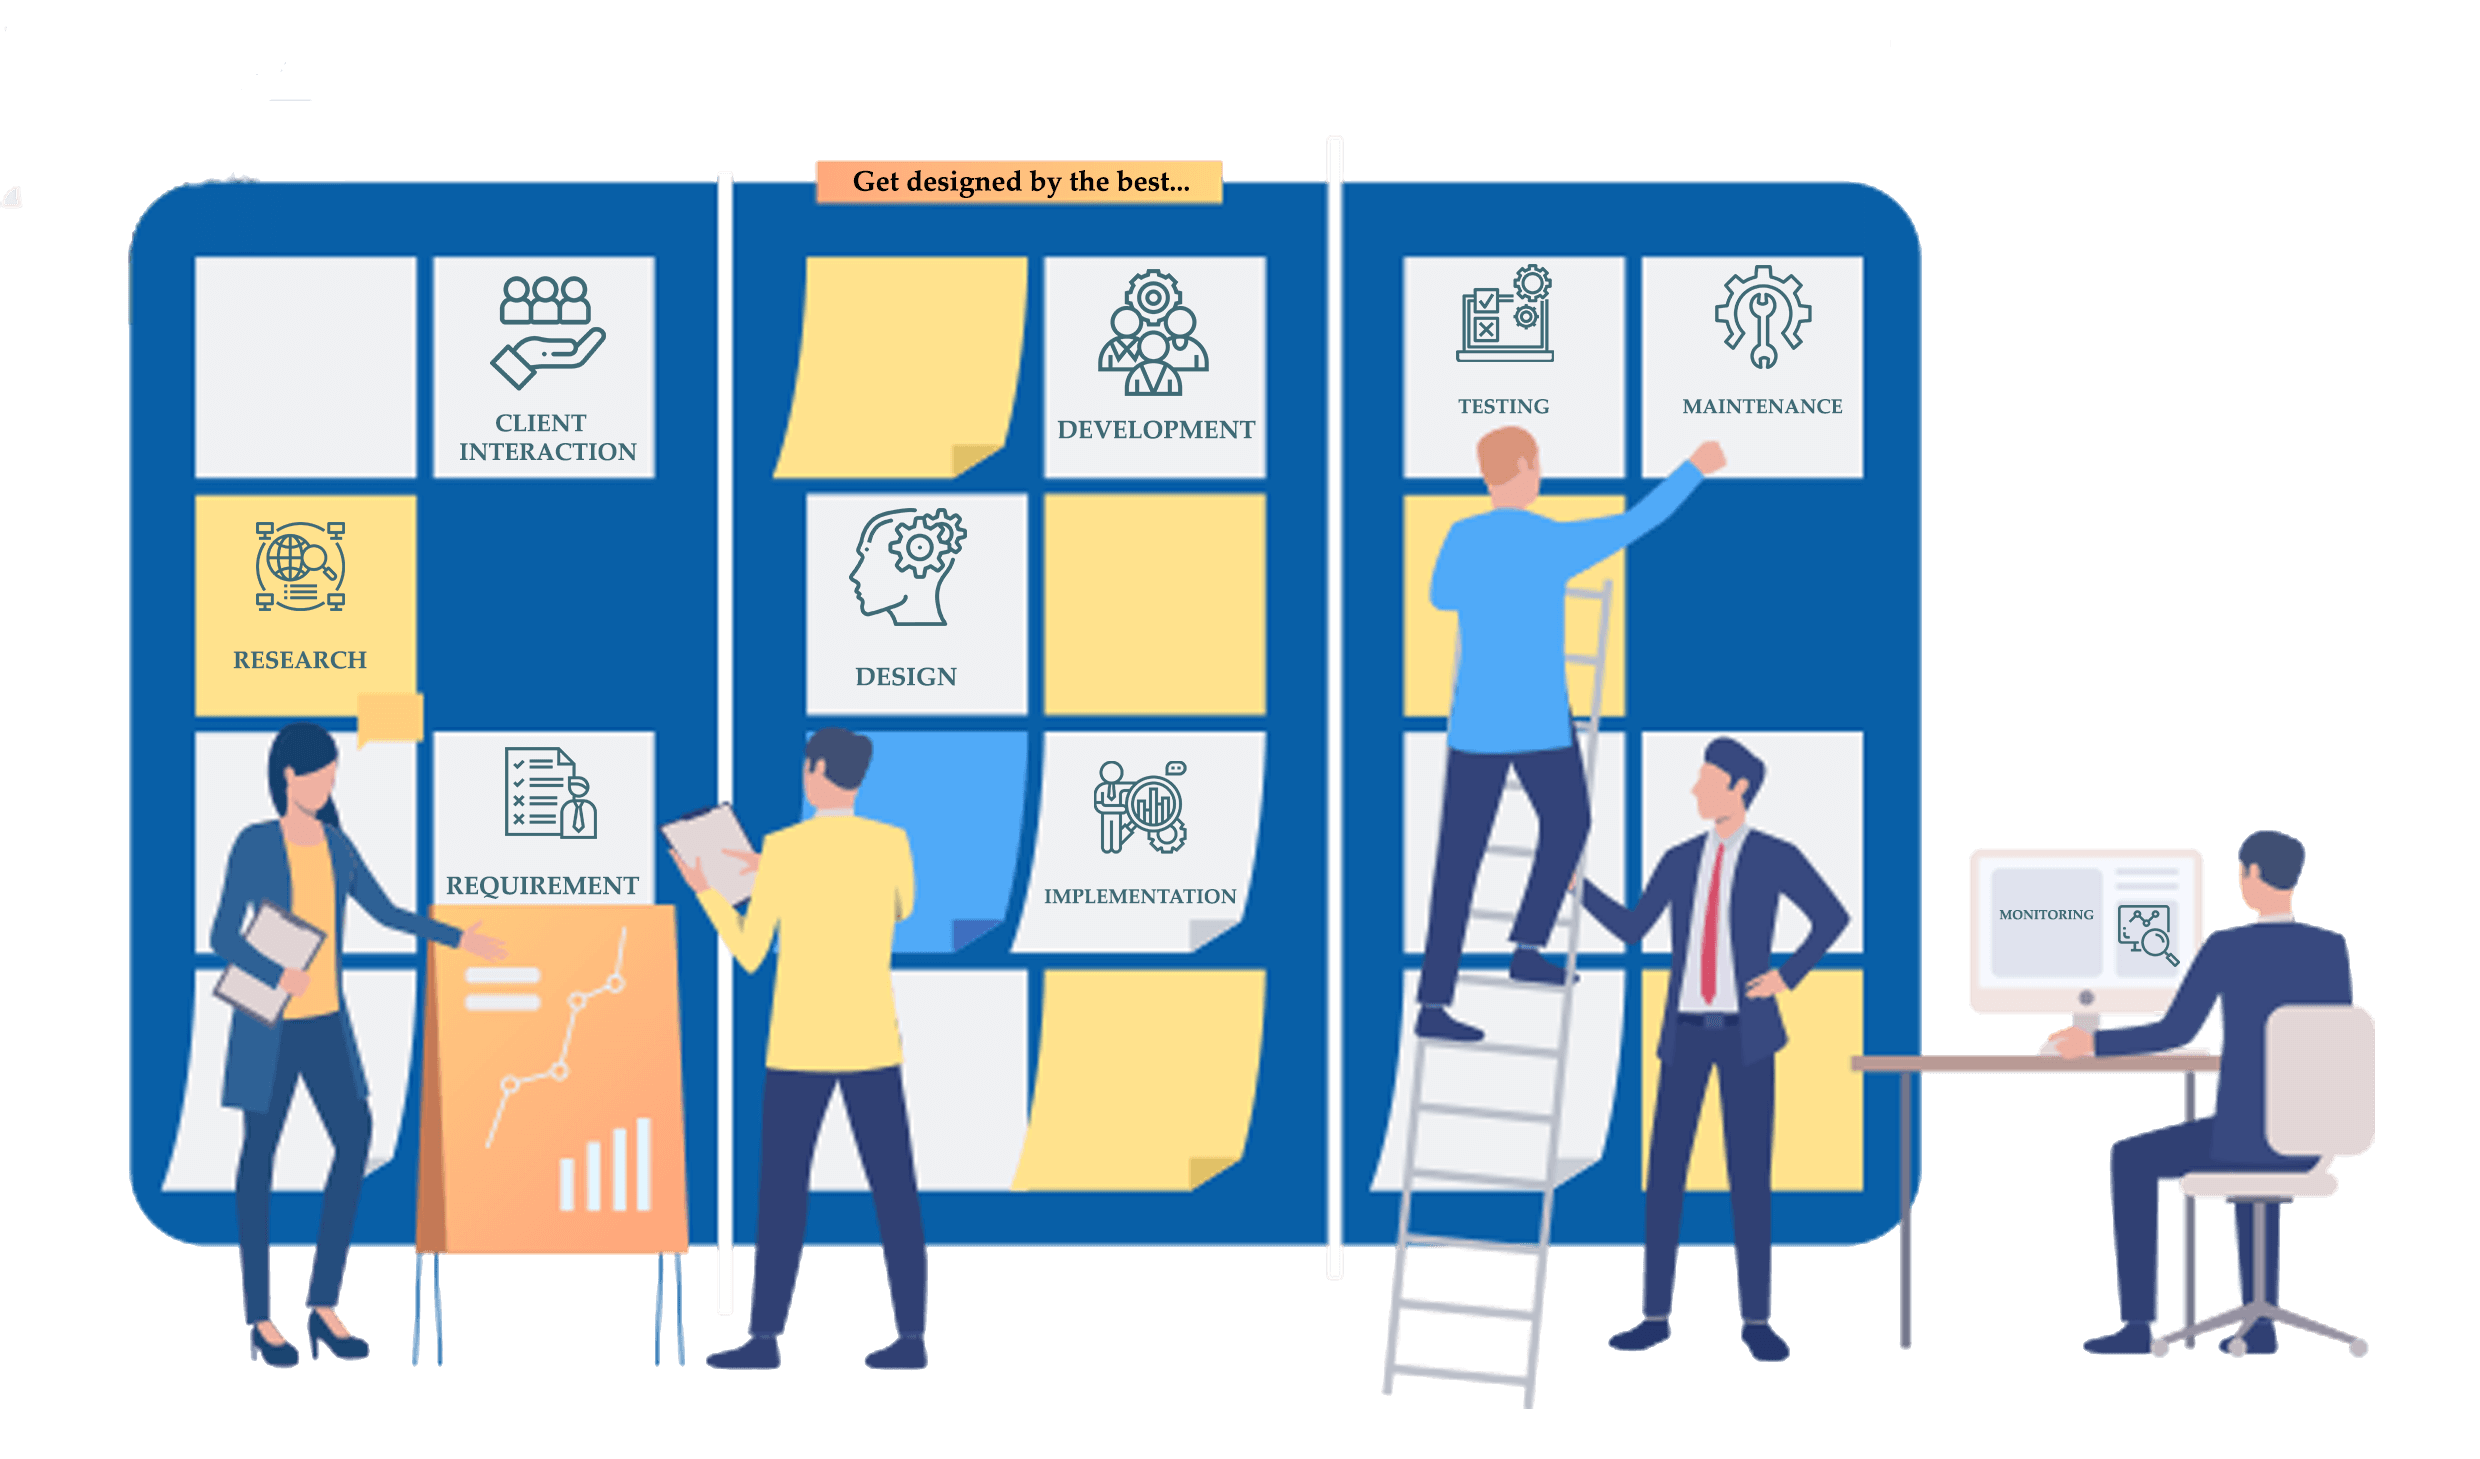 Get designed by the best...
CLIENT
INTERACTION
RESEARCH
REQUIREMENT
DEVELOPMENT
DESIGN
IMPLEMENTATION
TESTING
MAINTENANCE
MONITORING